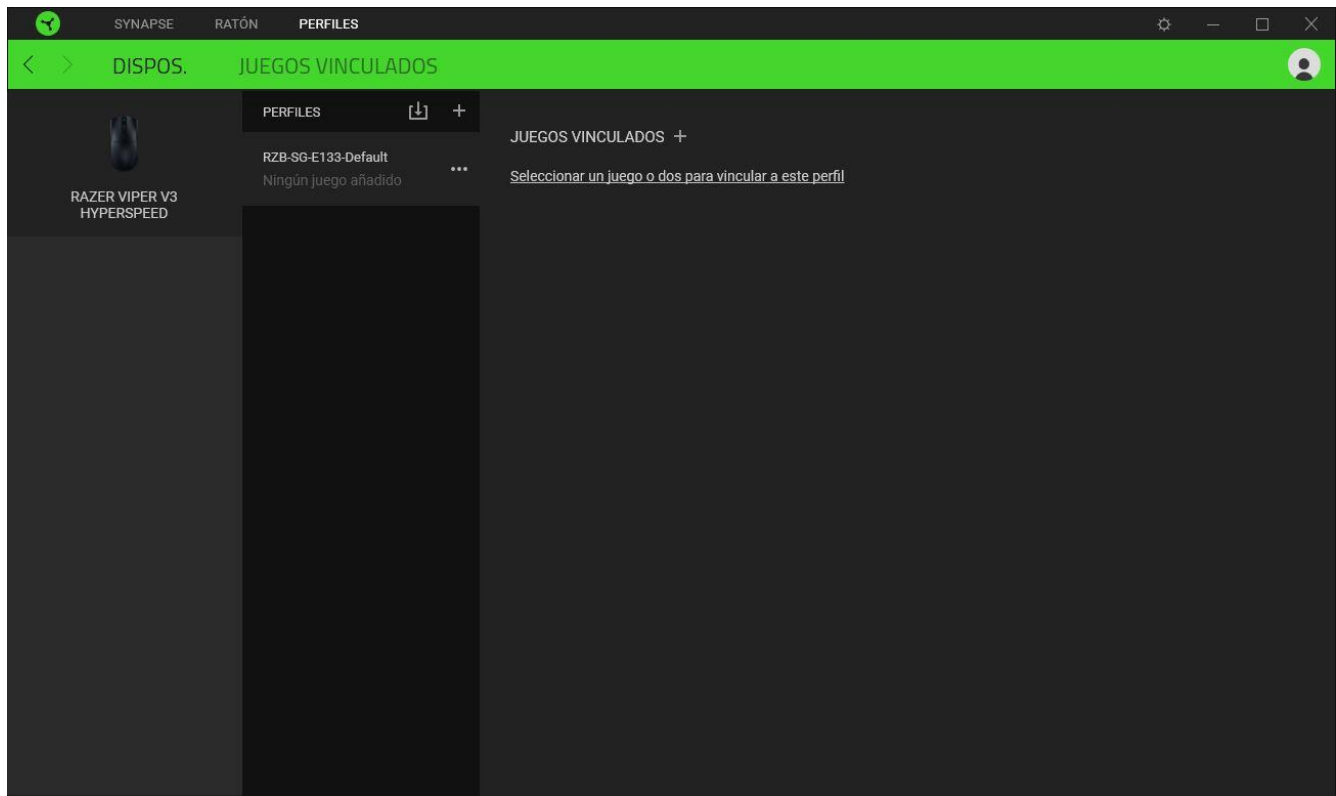 SYNAPSE RATÓN PERFILES
DISPOS. JUEGOS VINCULADOS
RAZER VIPER V3
HYPERSPEED
PERFILES
RZB-SG-E133-Default
Ningún juego añadido
JUEGOS VINCULADOS +
Seleccionar un juego o dos para vincular a este perfil